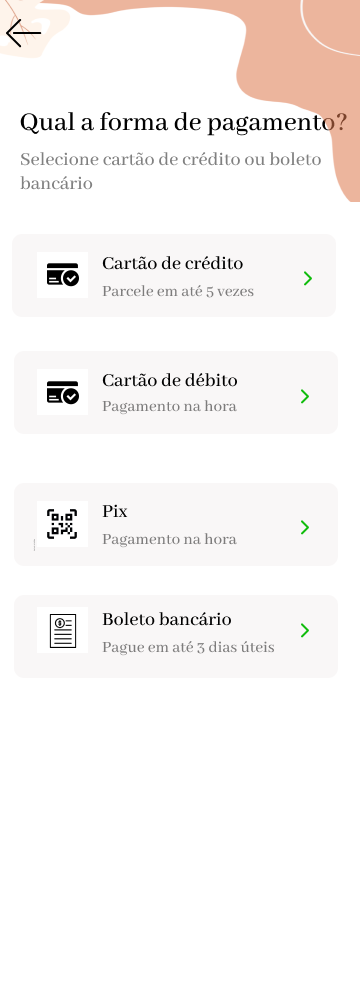 Qual a forma de pagamento?
Selecione cartão de crédito ou boleto
bancário
Cartão de crédito
Parcele em até 5 vezes
Cartão de débito
Pagamento na hora
Pix
Pagamento na hora
Boleto bancário
Pague em até 3 dias úteis